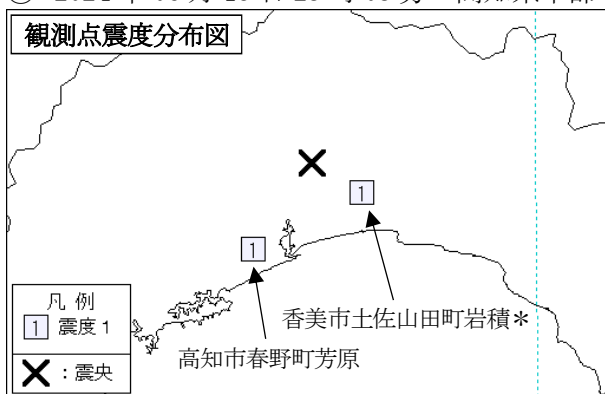 観測点震度分布図
1
1
香美市土佐山田町岩積＊
高知市春野町芳原
凡 例
1 震度１
：震央